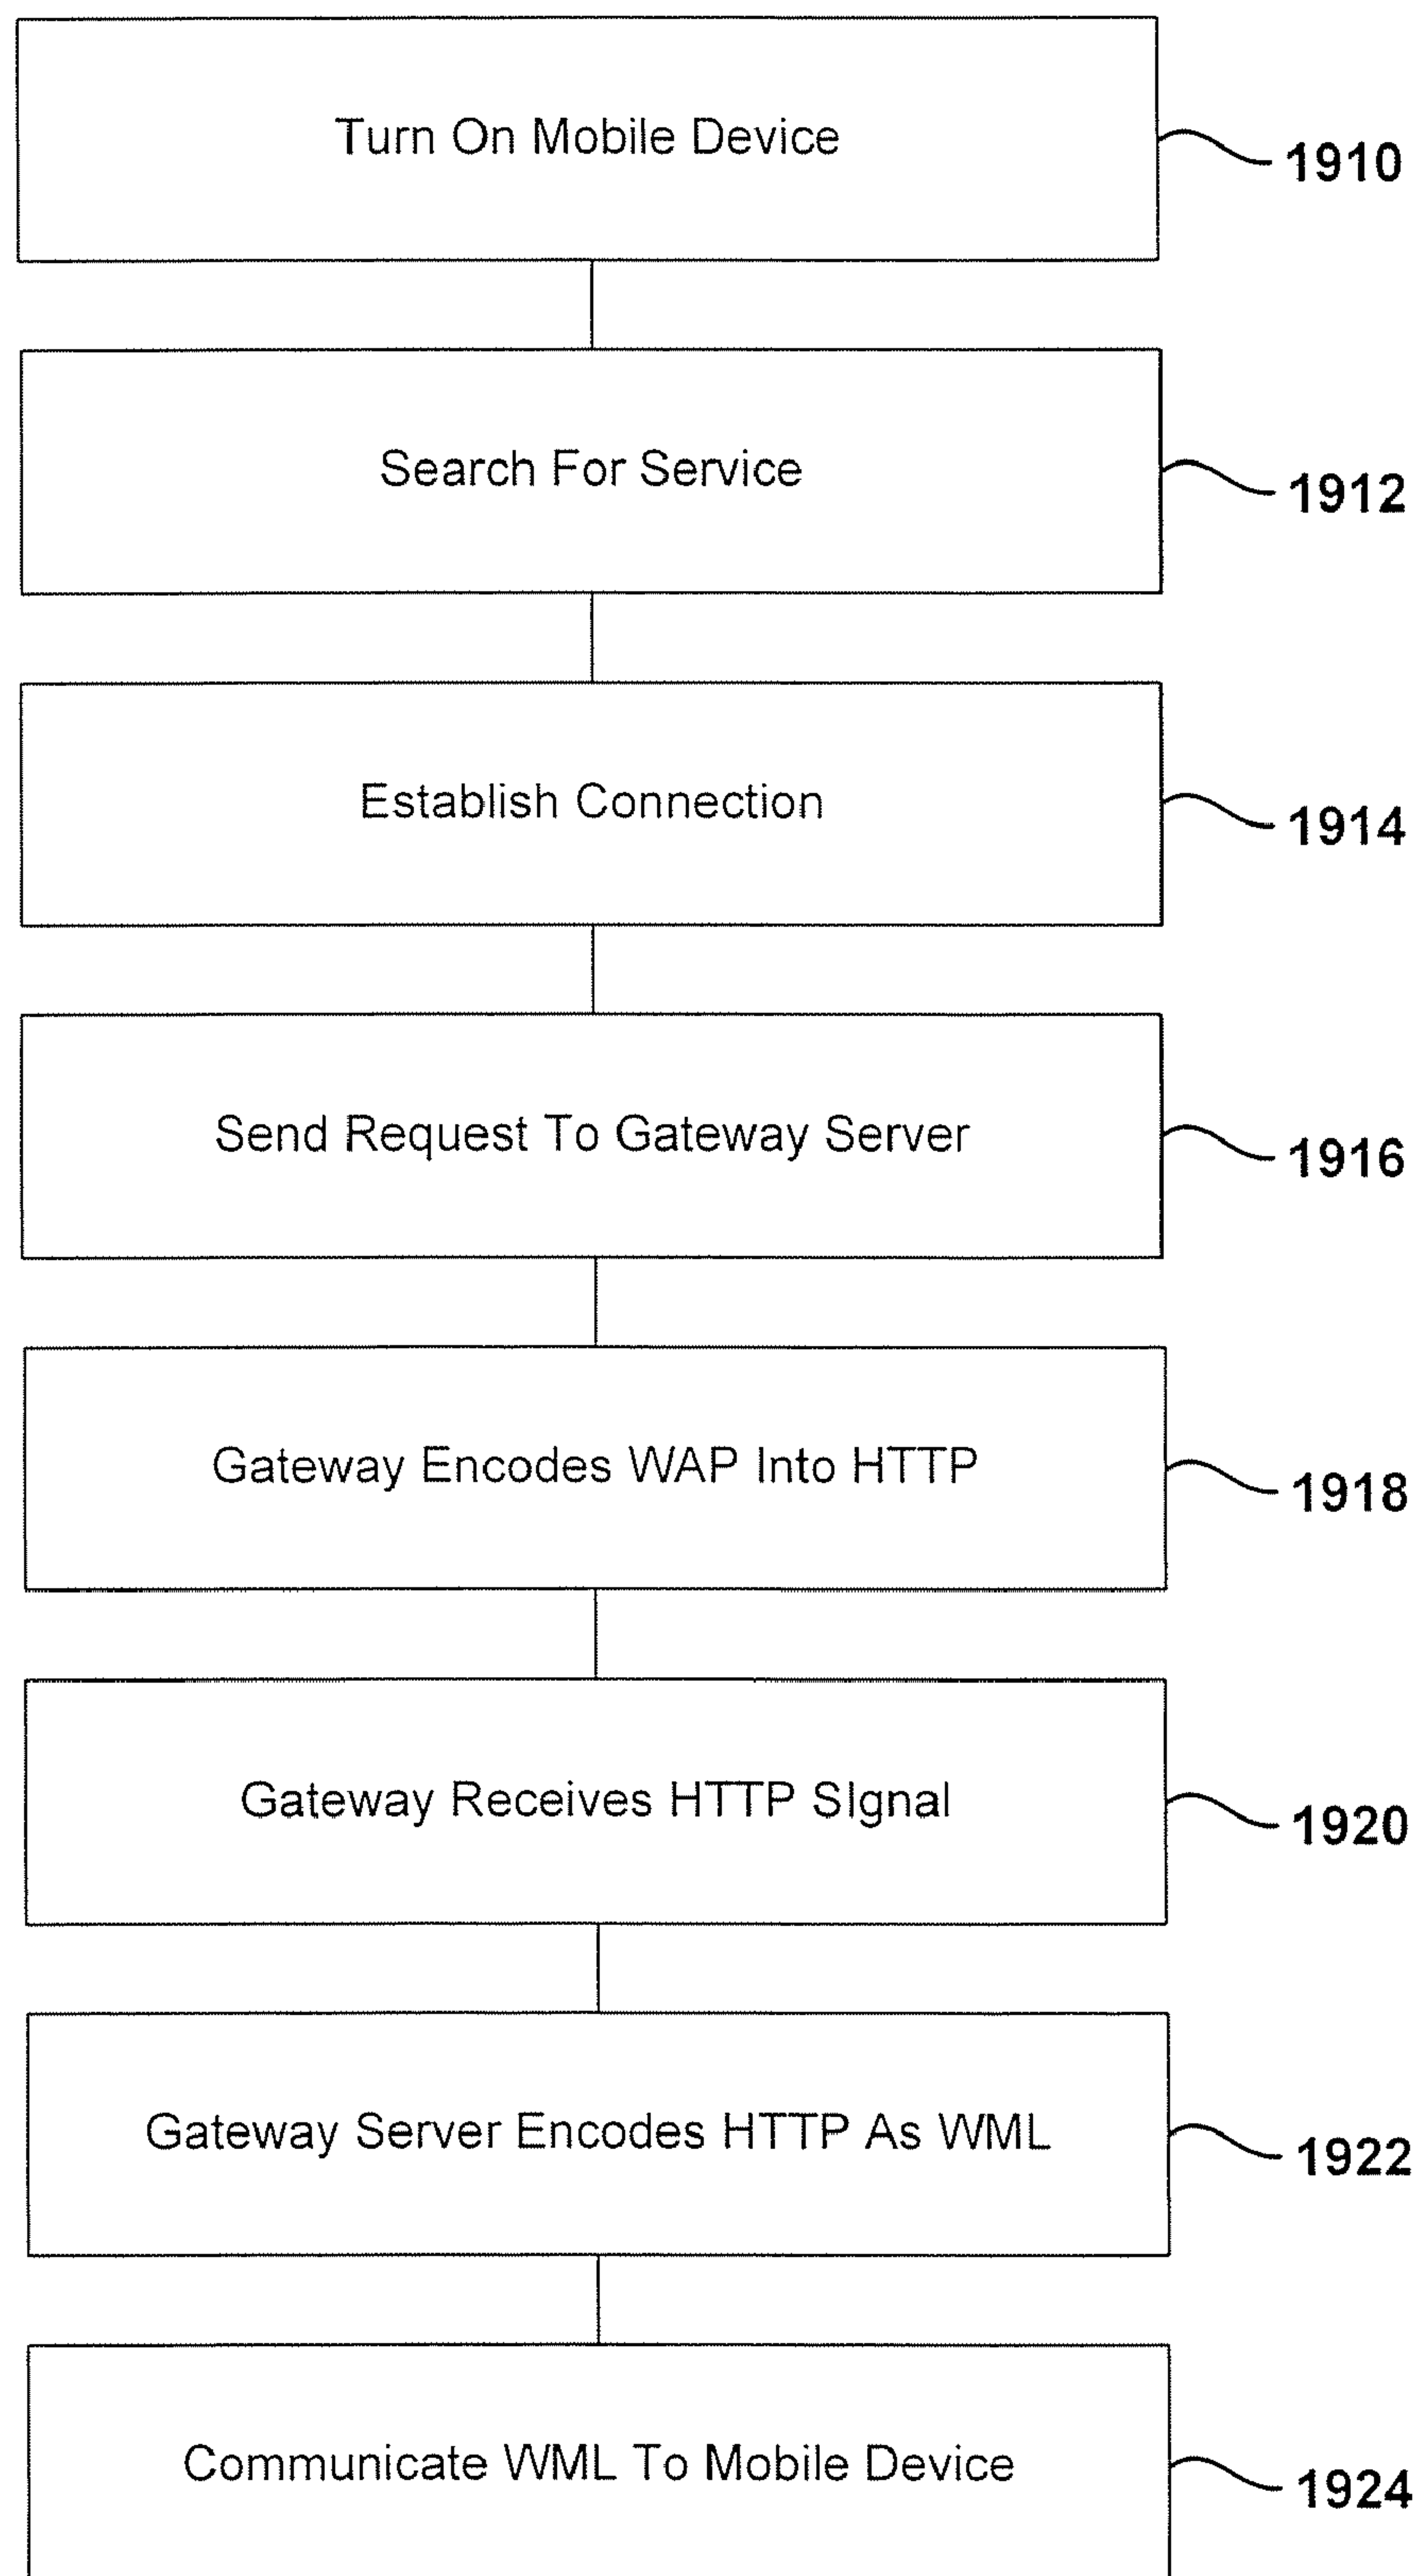 Turn On Mobile Device
1910
Search For Service
1912
Establish Connection
1914
Send Request To Gateway Server
1916
Gateway Encodes WAP Into HTTP
1918
Gateway Receives HTTP SIgnal
1920
Gateway Server Encodes HTTP As WML
1922
Communicate WML To Mobile Device
1924